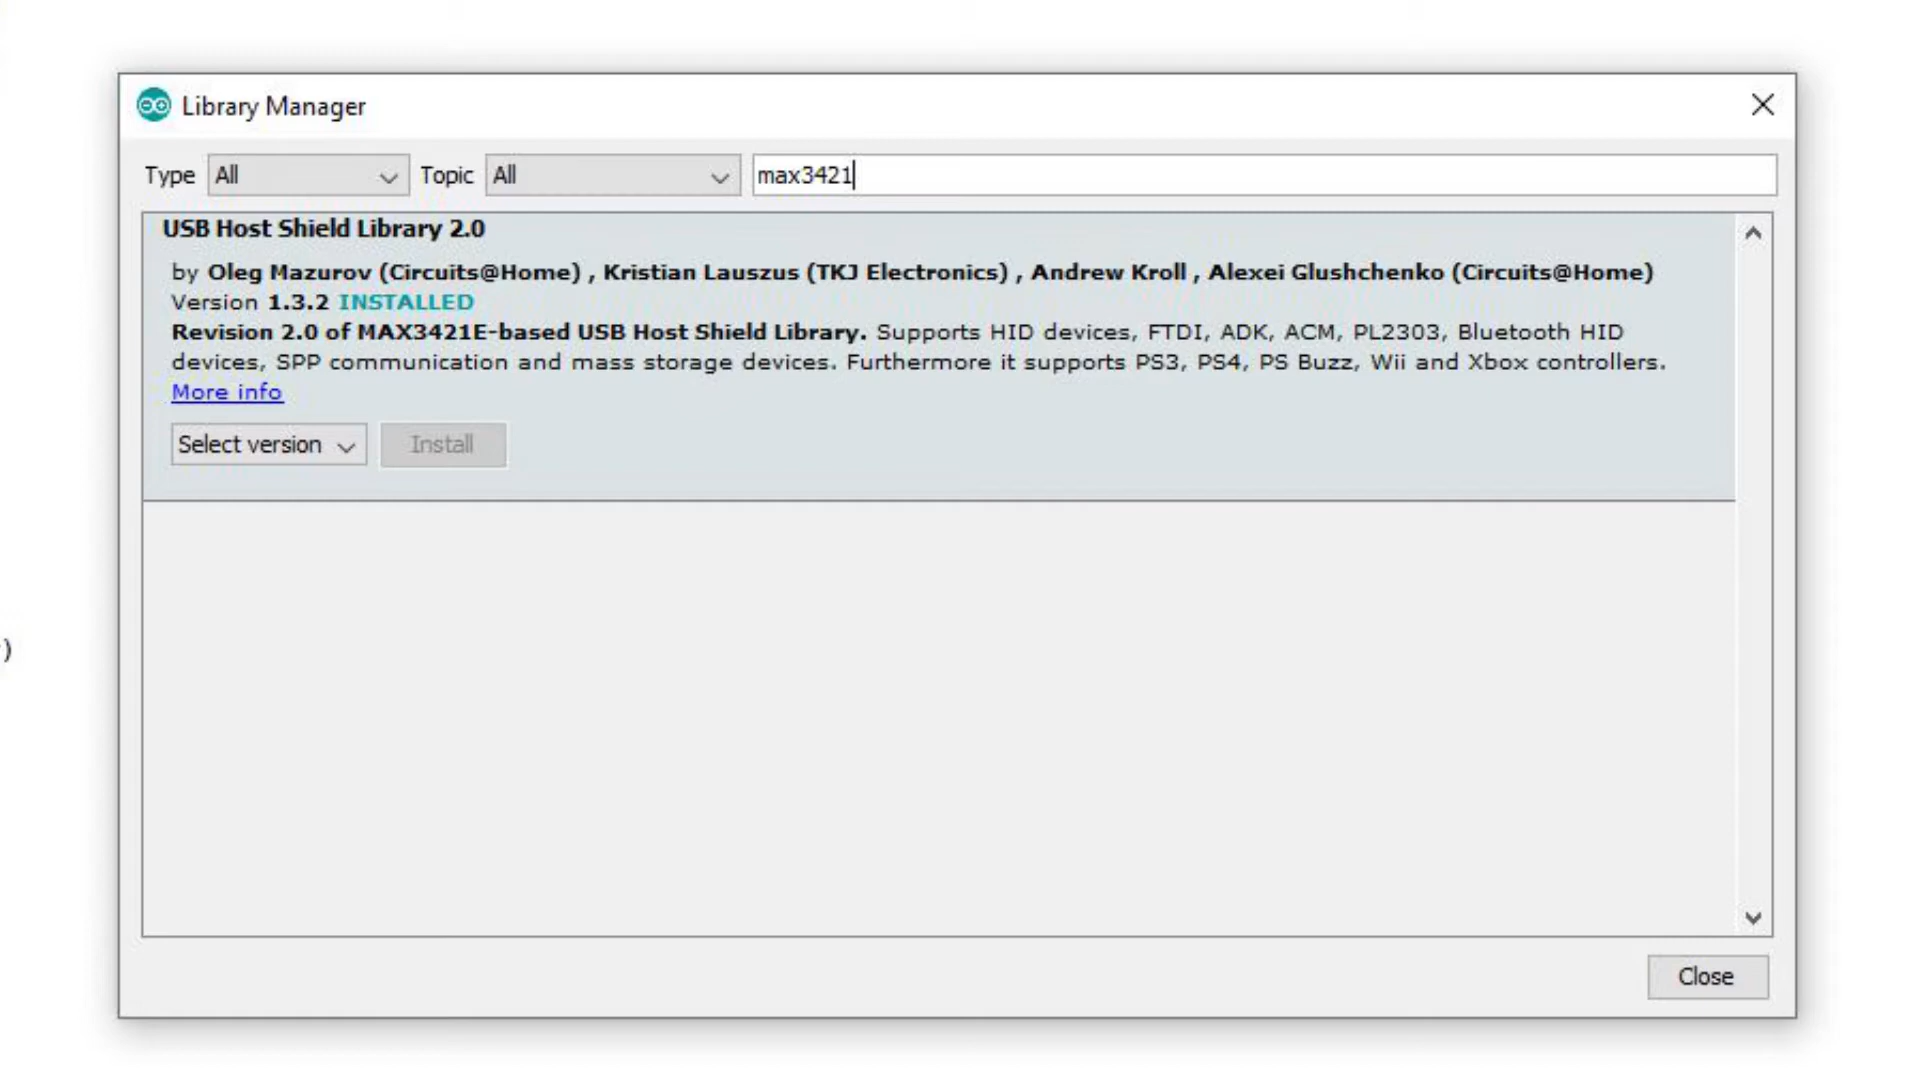 Library Manager
Type All Topic All max3421
USB Host Shield Library 2.0
by Oleg Mazurov (Circuits@Home) , Kristian Lauszus (TKJ Electronics) , Andrew Kroll , Alexei Glushchenko (Circuits@Home)
Version 1.3.2 INSTALLED
Revision 2.0 of MAX3421E-based USB Host Shield Library. Supports HID devices, FTDI, ADK, ACM, PL2303, Bluetooth HID
devices, SPP communication and mass storage devices. Furthermore it supports PS3, PS4, PS Buzz, Wii and Xbox controllers.
More info
Select version Install
)
Close